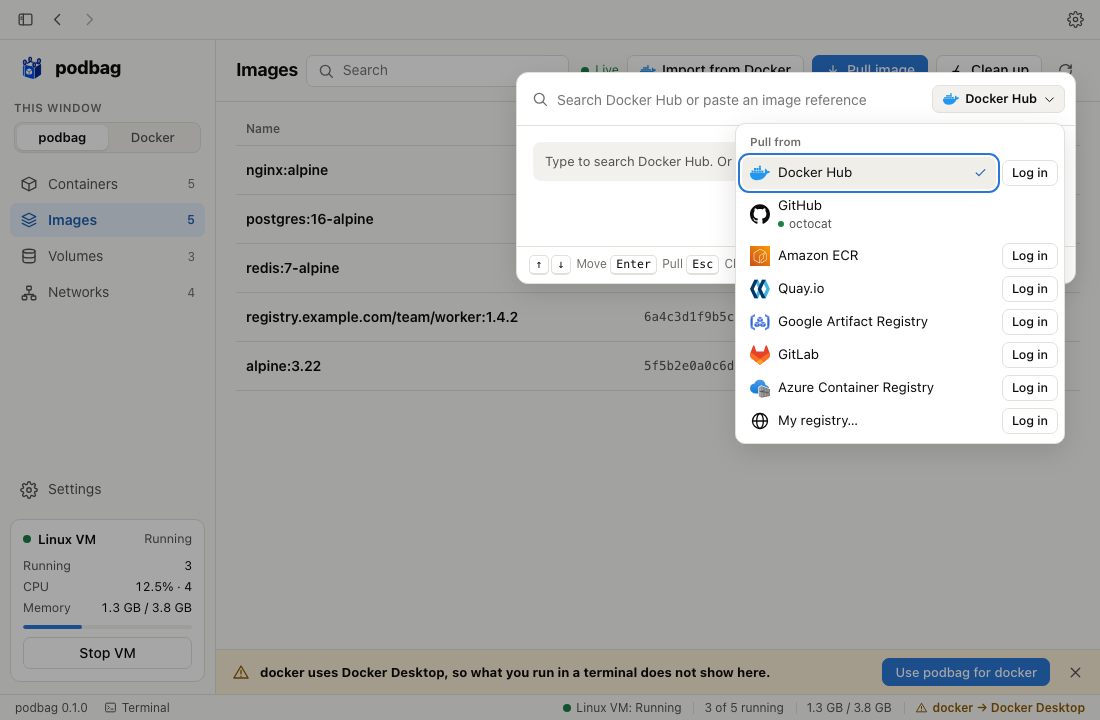 podbag
THIS WINDOW
podbag
Docker
Containers 5
Images 5
Volumes 3
Networks 4
Settings
Linux VM Running
Running 3
CPU 12.5% · 4
Memory 1.3 GB / 3.8 GB
Stop VM
Images
Search
Live
Import from Docker
Pull image
Clean up
Name
nginx:alpine
postgres:16-alpine
redis:7-alpine
registry.example.com/team/worker:1.4.2 6a4c3d1f9b5c
alpine:3.22 5f5b2e0a0c6d
Search Docker Hub or paste an image reference
Docker Hub
Type to search Docker Hub. Or
↑ ↓ Move Enter Pull Esc
Pull from
Docker Hub Log in
GitHub
octocat
Amazon ECR Log in
Quay.io Log in
Google Artifact Registry Log in
GitLab Log in
Azure Container Registry Log in
My registry… Log in
docker uses Docker Desktop, so what you run in a terminal does not show here.
Use podbag for docker
podbag 0.1.0
Terminal
Linux VM: Running
3 of 5 running
1.3 GB / 3.8 GB
docker → Docker Desktop